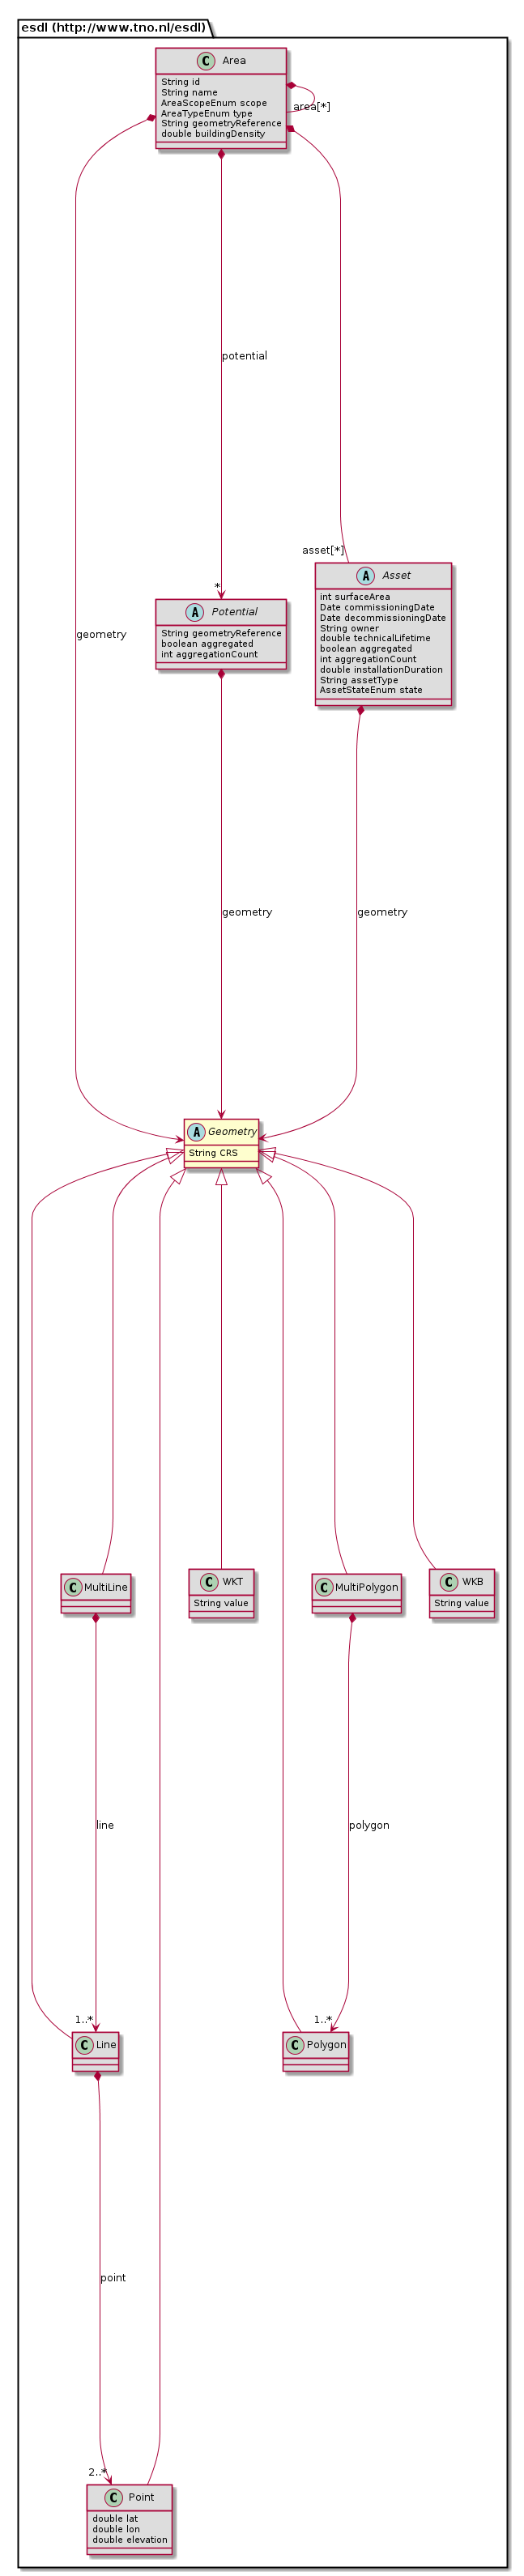 esdl (http://www.tno.nl/esdl)
C Area
String id
String name
AreaScopeEnum scope
AreaTypeEnum type
String geometryReference
double buildingDensity
area[*]
potential
asset[*]
*
A Asset
int surfaceArea
Date commissioningDate
Date decommissioningDate
String owner
double technicalLifetime
boolean aggregated
int aggregationCount
double installationDuration
String assetType
AssetStateEnum state
A Potential
String geometryReference
boolean aggregated
int aggregationCount
geometry
geometry
geometry
A Geometry
String CRS
C MultiLine
C WKT
String value
C MultiPolygon
C WKB
String value
line
polygon
1..*
1..*
C Line
C Polygon
point
2..*
C Point
double lat
double lon
double elevation